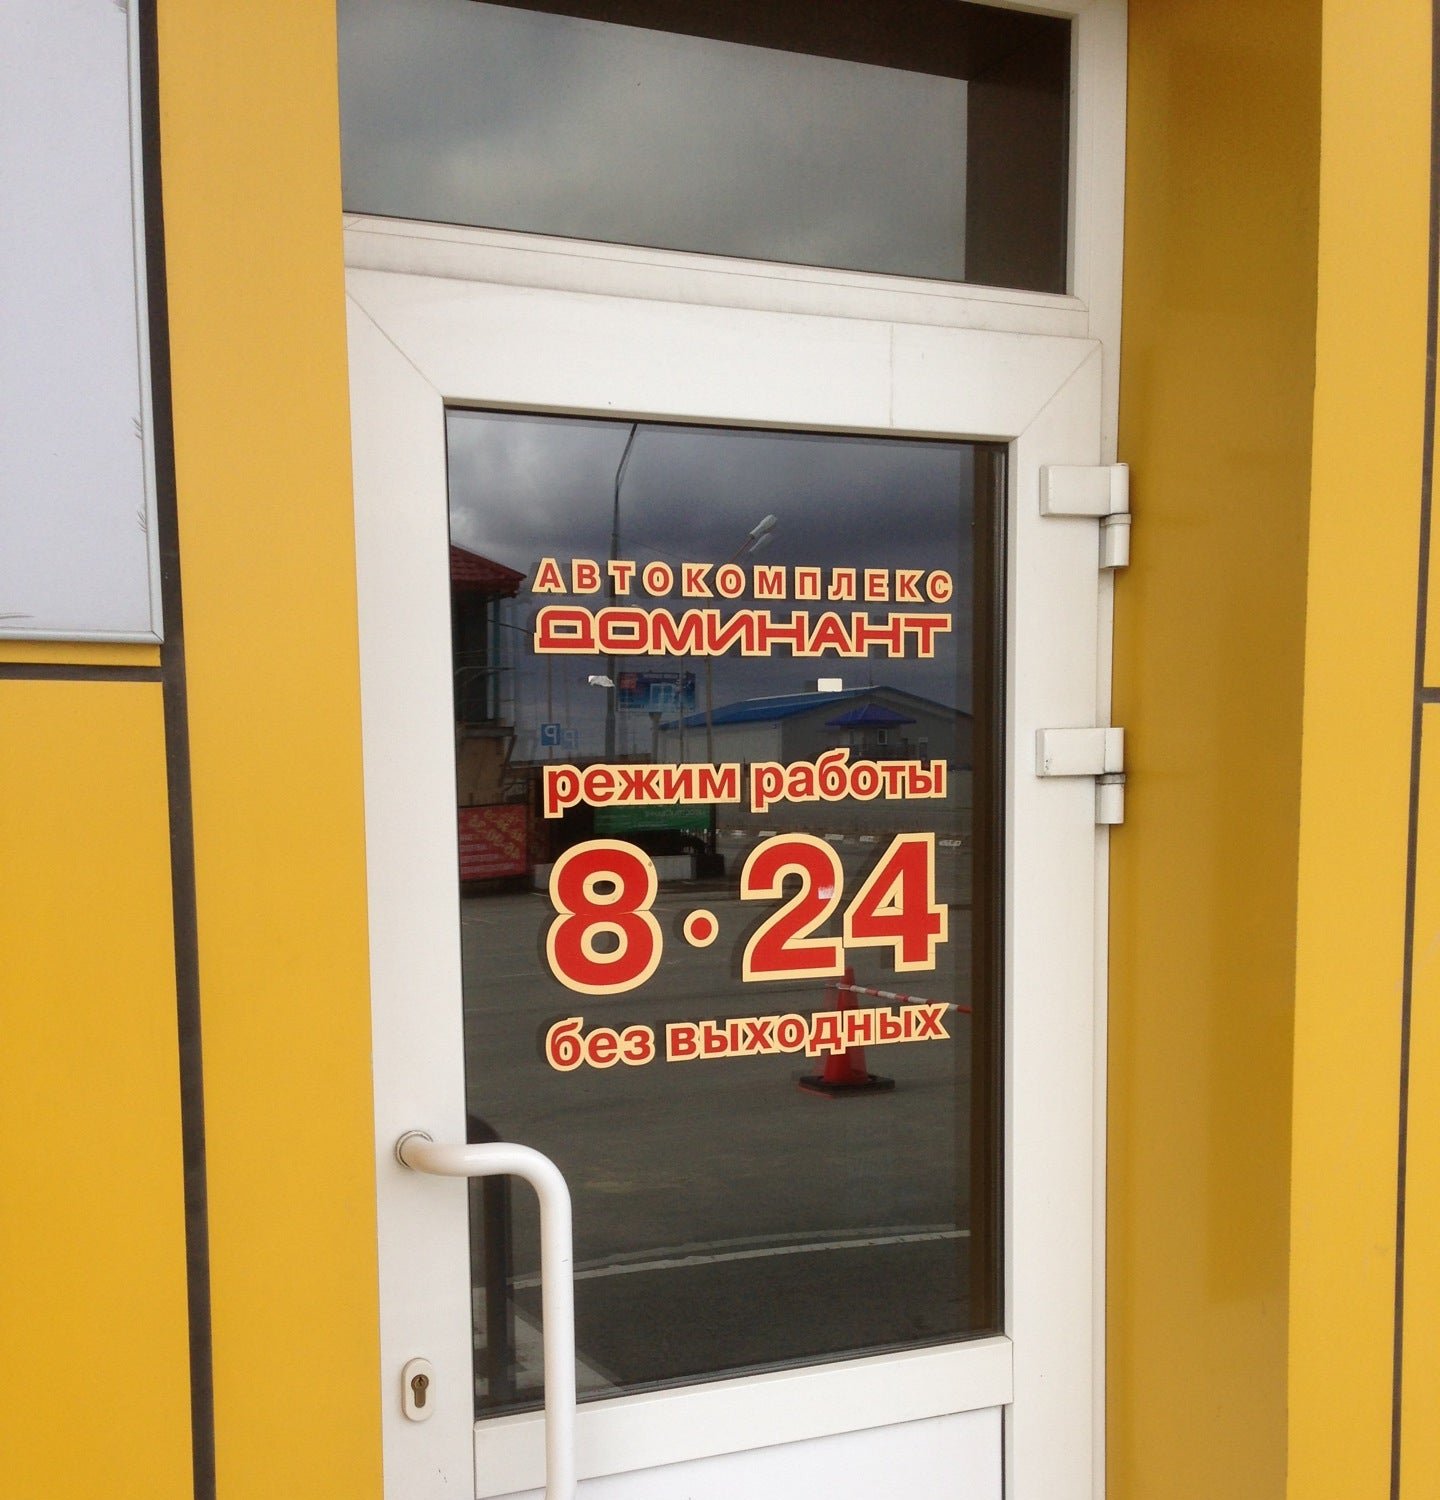 АВТОКОМПЛЕКС
ДОМИНАНТ
режим работы
8·24
без выходных
P